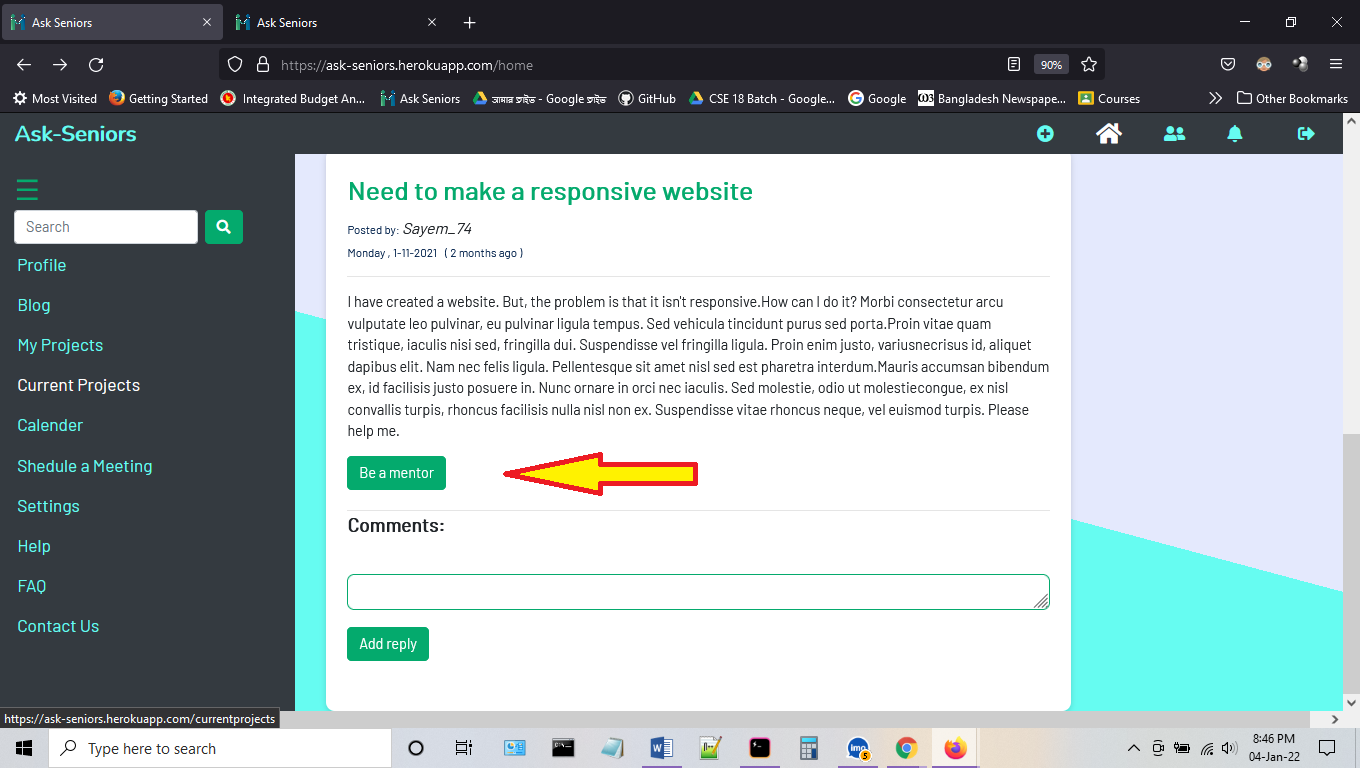 Ask Seniors
Ask Seniors
https://ask-seniors.herokuapp.com/home
90%
Most Visited
Getting Started
Integrated Budget An...
Ask Seniors
আমার ড্রাইভ - Google ড্রাইভ
GitHub
CSE 18 Batch - Google...
Google
Bangladesh Newspape...
Courses
Other Bookmarks
Ask-Seniors
Search
Profile
Blog
My Projects
Current Projects
Calender
Shedule a Meeting
Settings
Help
FAQ
Contact Us
Need to make a responsive website
Posted by: Sayem_74
Monday , 1-11-2021 ( 2 months ago )
I have created a website. But, the problem is that it isn't responsive.How can I do it? Morbi consectetur arcu
vulputate leo pulvinar, eu pulvinar ligula tempus. Sed vehicula tincidunt purus sed porta.Proin vitae quam
tristique, iaculis nisi sed, fringilla dui. Suspendisse vel fringilla ligula. Proin enim justo, variusnecrisus id, aliquet
dapibus elit. Nam nec felis ligula. Pellentesque sit amet nisl sed est pharetra interdum.Mauris accumsan bibendum
ex, id facilisis justo posuere in. Nunc ornare in orci nec iaculis. Sed molestie, odio ut molestiecongue, ex nisl
convallis turpis, rhoncus facilisis nulla nisl non ex. Suspendisse vitae rhoncus neque, vel euismod turpis. Please
help me.
Be a mentor
Comments:
Add reply
https://ask-seniors.herokuapp.com/currentprojects
Type here to search
img
5
8:46 PM
04-Jan-22